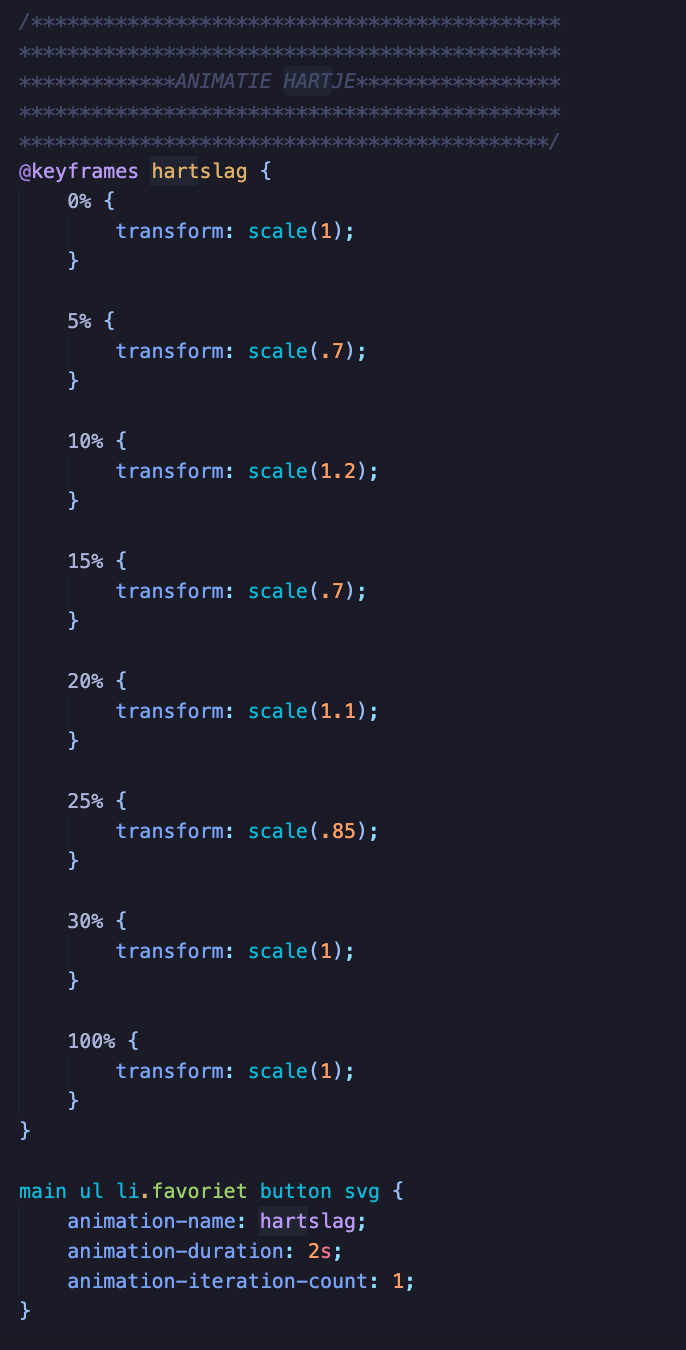 /********************************************
*********************************************
*************ANIMATIE HARTJE*****************
*********************************************
********************************************/
@keyframes hartslag {
    0% {
        transform: scale(1);
    }

    5% {
        transform: scale(.7);
    }

    10% {
        transform: scale(1.2);
    }

    15% {
        transform: scale(.7);
    }

    20% {
        transform: scale(1.1);
    }

    25% {
        transform: scale(.85);
    }

    30% {
        transform: scale(1);
    }

    100% {
        transform: scale(1);
    }
}

main ul li.favoriet button svg {
    animation-name: hartslag;
    animation-duration: 2s;
    animation-iteration-count: 1;
}